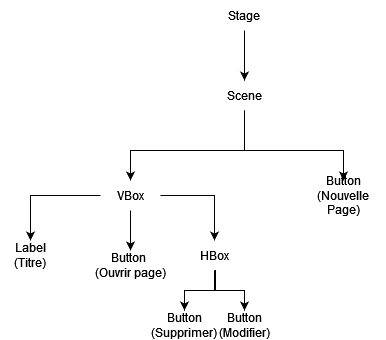 Stage
Scene
Button
(Nouvelle
Page)
VBox
Label
(Titre)
Button
(Ouvrir page)
HBox
Button
(Supprimer)
Button
(Modifier)